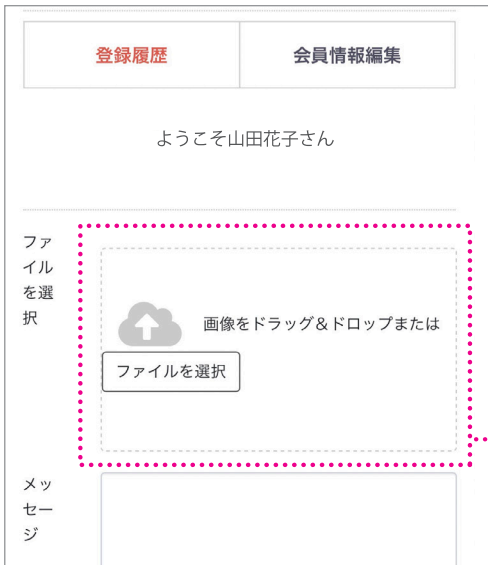 登録履歴
会員情報編集
ようこそ山田花子さん
ファ
イル
を選
択
画像をドラッグ＆ドロップまたは
ファイルを選択
メッ
セー
ジ